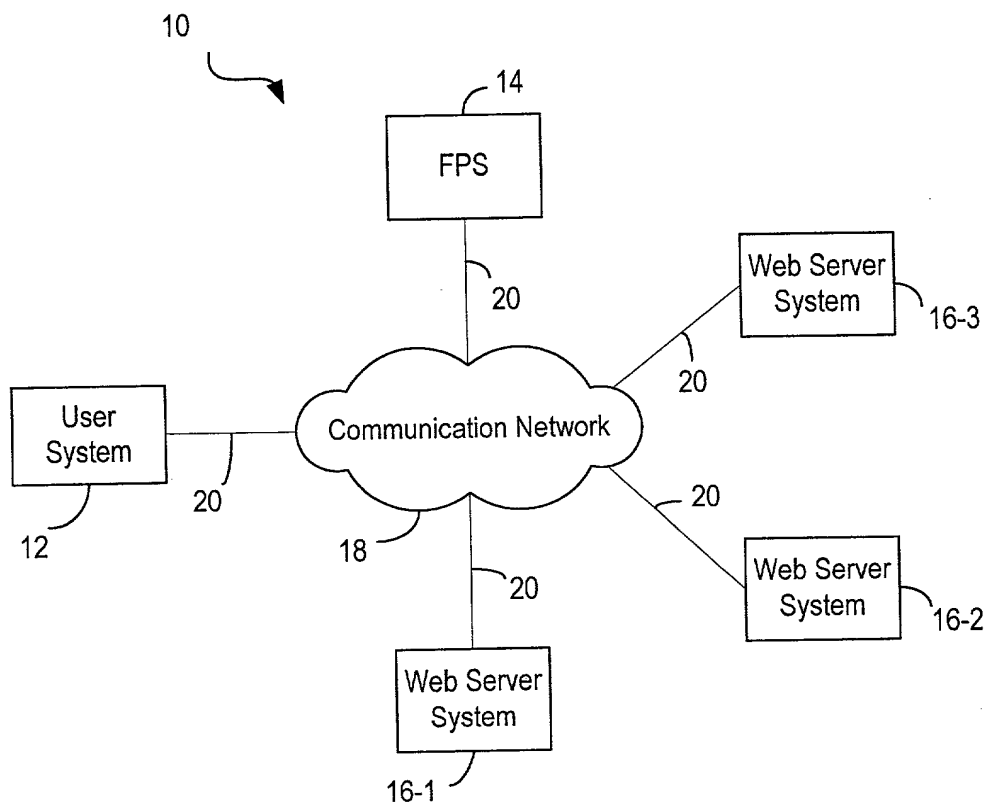 10
14
FPS
20
Web Server
System
16-3
20
User
System
Communication Network
20
12
18
20
20
Web Server
System
16-2
Web Server
System
16-1